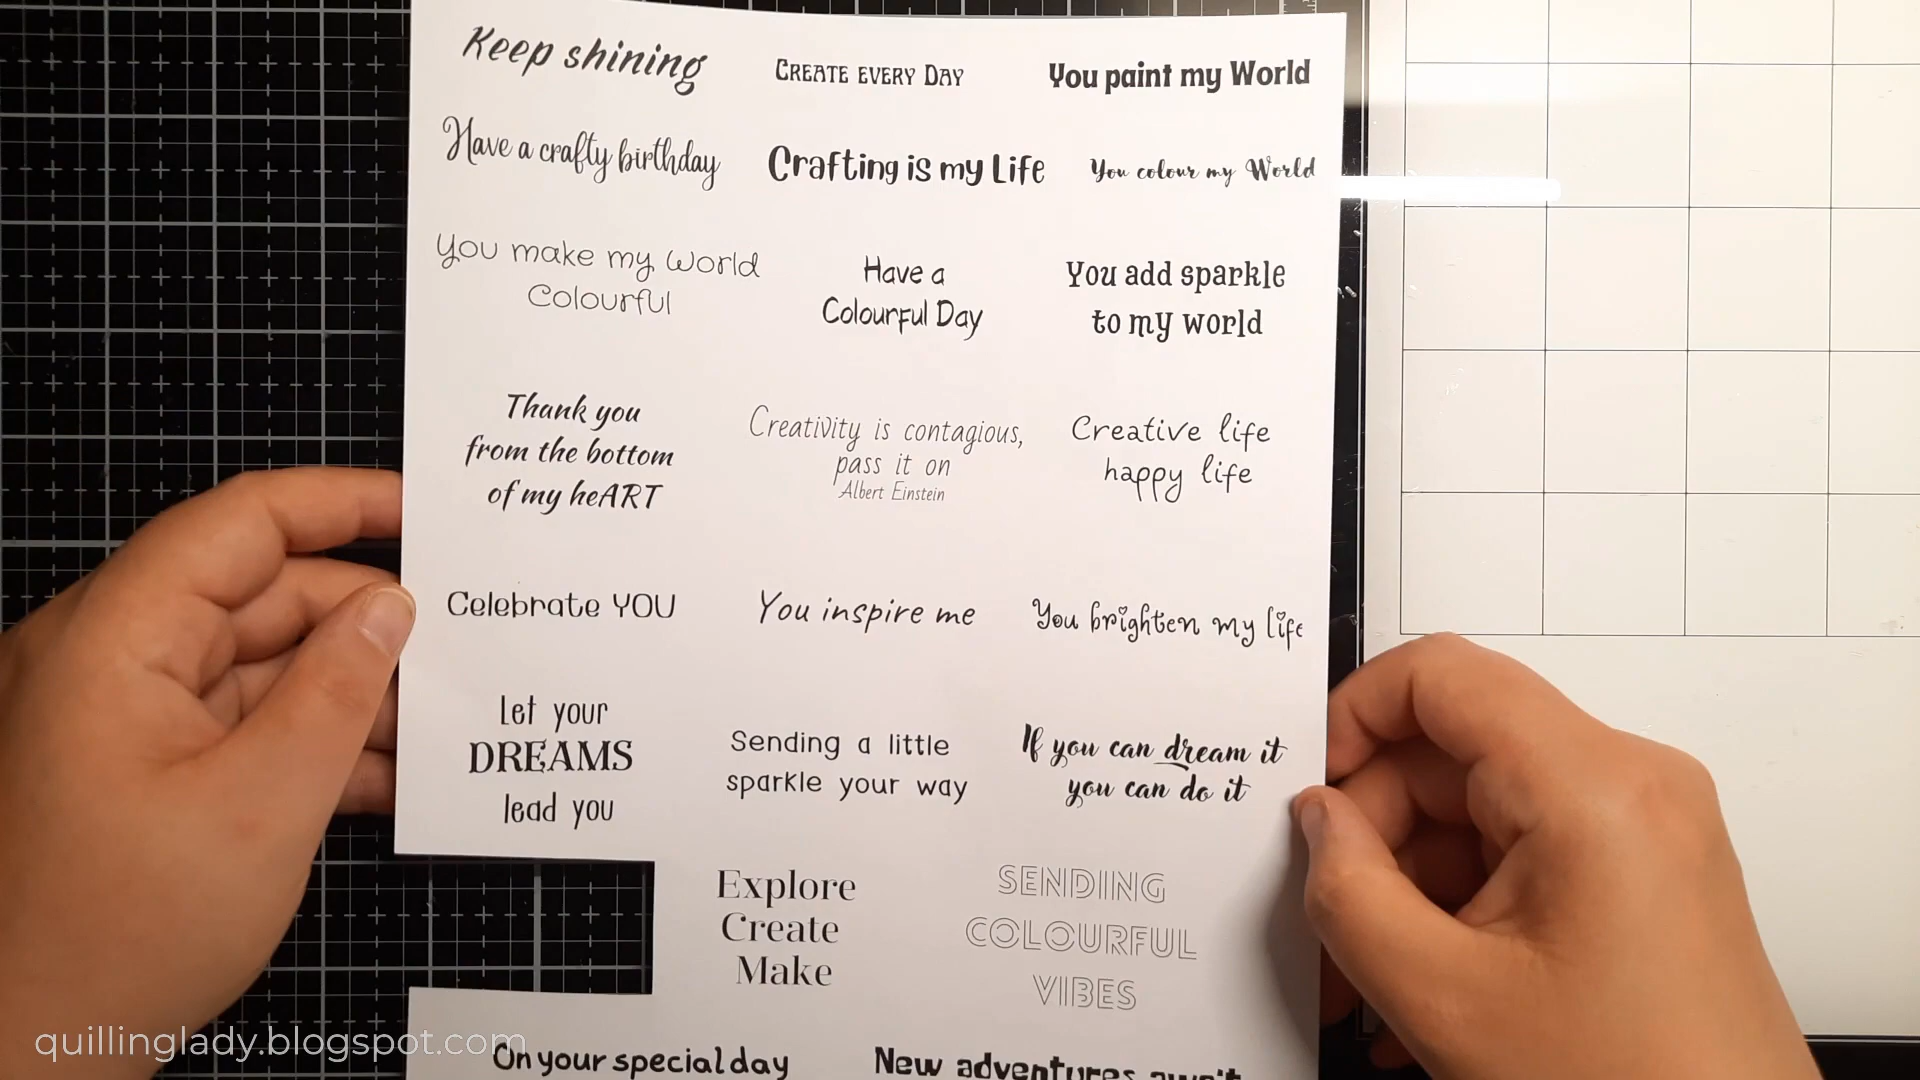 Keep shining
Create every Day
You paint my World
Have a crafty birthday
Crafting is my Life
You colour my World
You make my world
Colourful
Have a
Colourful Day
You add sparkle
to my world
Thank you
from the bottom
of my heART
Creativity is contagious,
pass it on
Albert Einstein
Creative life
happy life
Celebrate YOU
You inspire me
You brighten my life
let your
DREAMS
lead you
Sending a little
sparkle your way
If you can dream it
you can do it
Explore
Create
Make
SENDING
COLOURFUL
VIBES
On your special day
New adventures await
quillinglady.blogspot.com